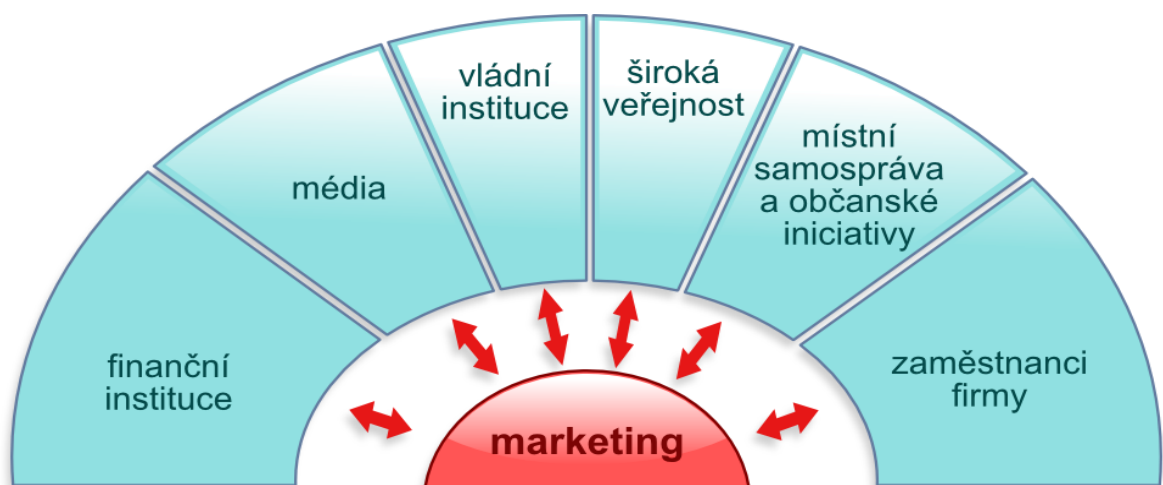 finanční
instituce
média
vládní
instituce
široká
veřejnost
místní
samospráva
a občanské
iniciativy
zaměstnanci
firmy
marketing